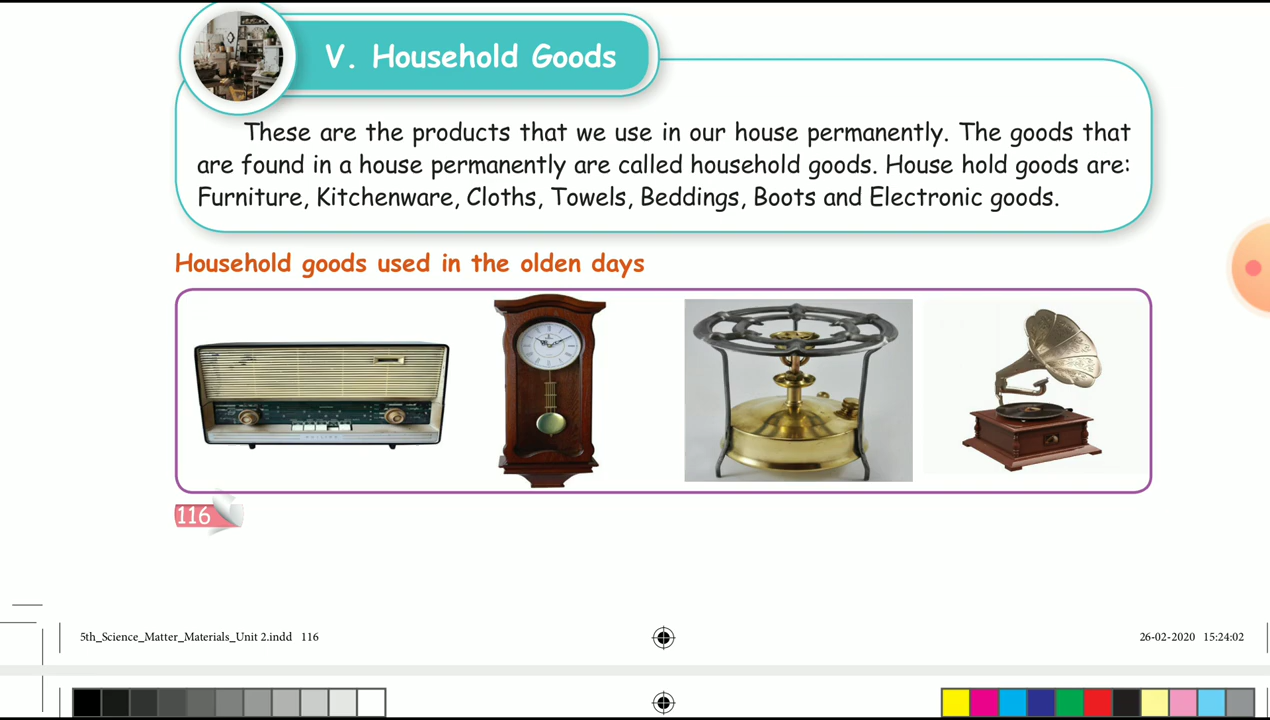 V. Household Goods
These are the products that we use in our house permanently. The goods that
are found in a house permanently are called household goods. House hold goods are:
Furniture, Kitchenware, Cloths, Towels, Beddings, Boots and Electronic goods.
Household goods used in the olden days
116
5th_Science_Matter_Materials_Unit 2.indd 116
26-02-2020 15:24:02